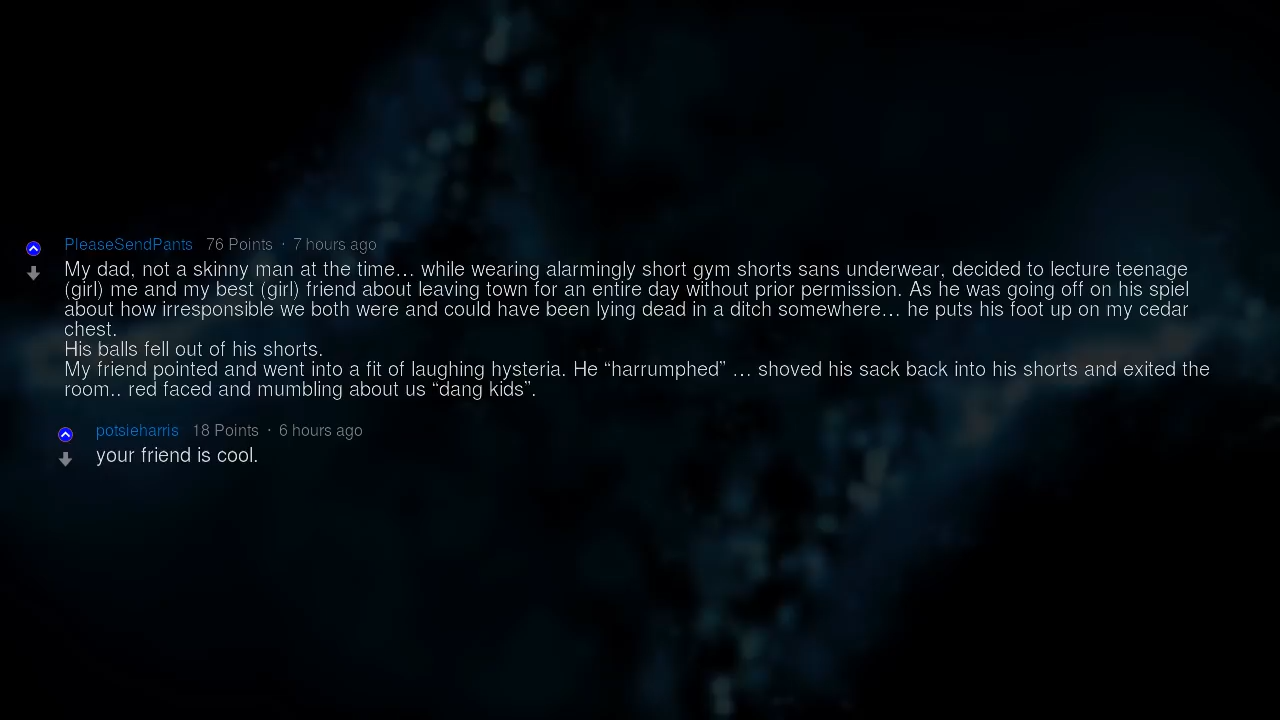 PleaseSendPants 76 Points · 7 hours ago
My dad, not a skinny man at the time… while wearing alarmingly short gym shorts sans underwear, decided to lecture teenage
(girl) me and my best (girl) friend about leaving town for an entire day without prior permission. As he was going off on his spiel
about how irresponsible we both were and could have been lying dead in a ditch somewhere… he puts his foot up on my cedar
chest.
His balls fell out of his shorts.
My friend pointed and went into a fit of laughing hysteria. He “harrumphed” … shoved his sack back into his shorts and exited the
room.. red faced and mumbling about us “dang kids”.
potsieharris 18 Points · 6 hours ago
your friend is cool.